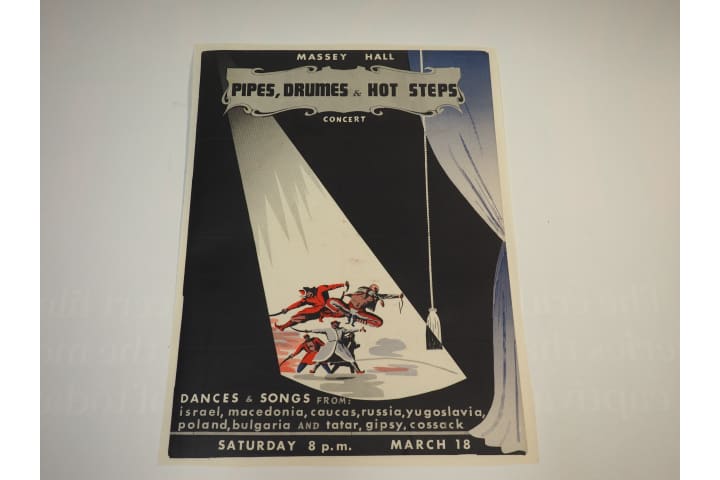 MASSEY HALL
PIPES, DRUMES & HOT STEPS
CONCERT
DANCES & SONGS FROM:
israel, macedonia, caucas, russia, yugoslavia,
poland, bulgaria AND tatar, gipsy, cossack
SATURDAY 8 p.m. MARCH 18